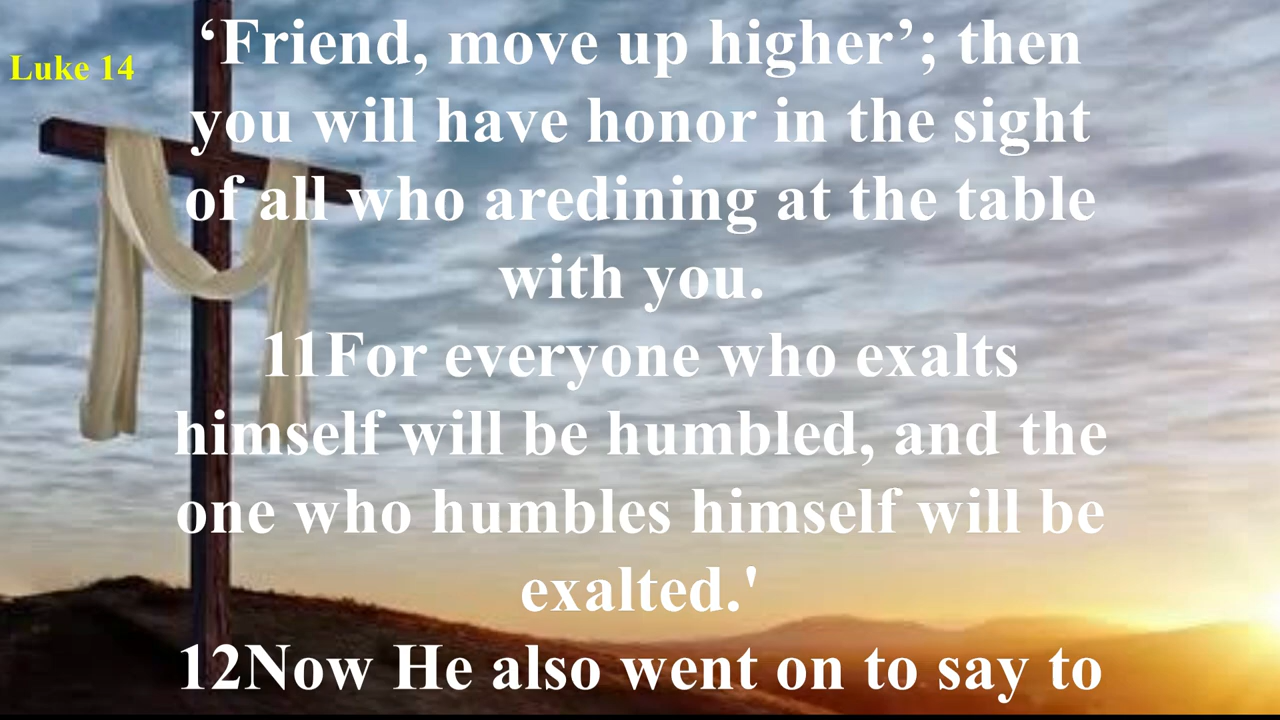 Luke 14
‘Friend, move up higher’; then
you will have honor in the sight
of all who aredining at the table
with you.
11For everyone who exalts
himself will be humbled, and the
one who humbles himself will be
exalted.'
12Now He also went on to say to